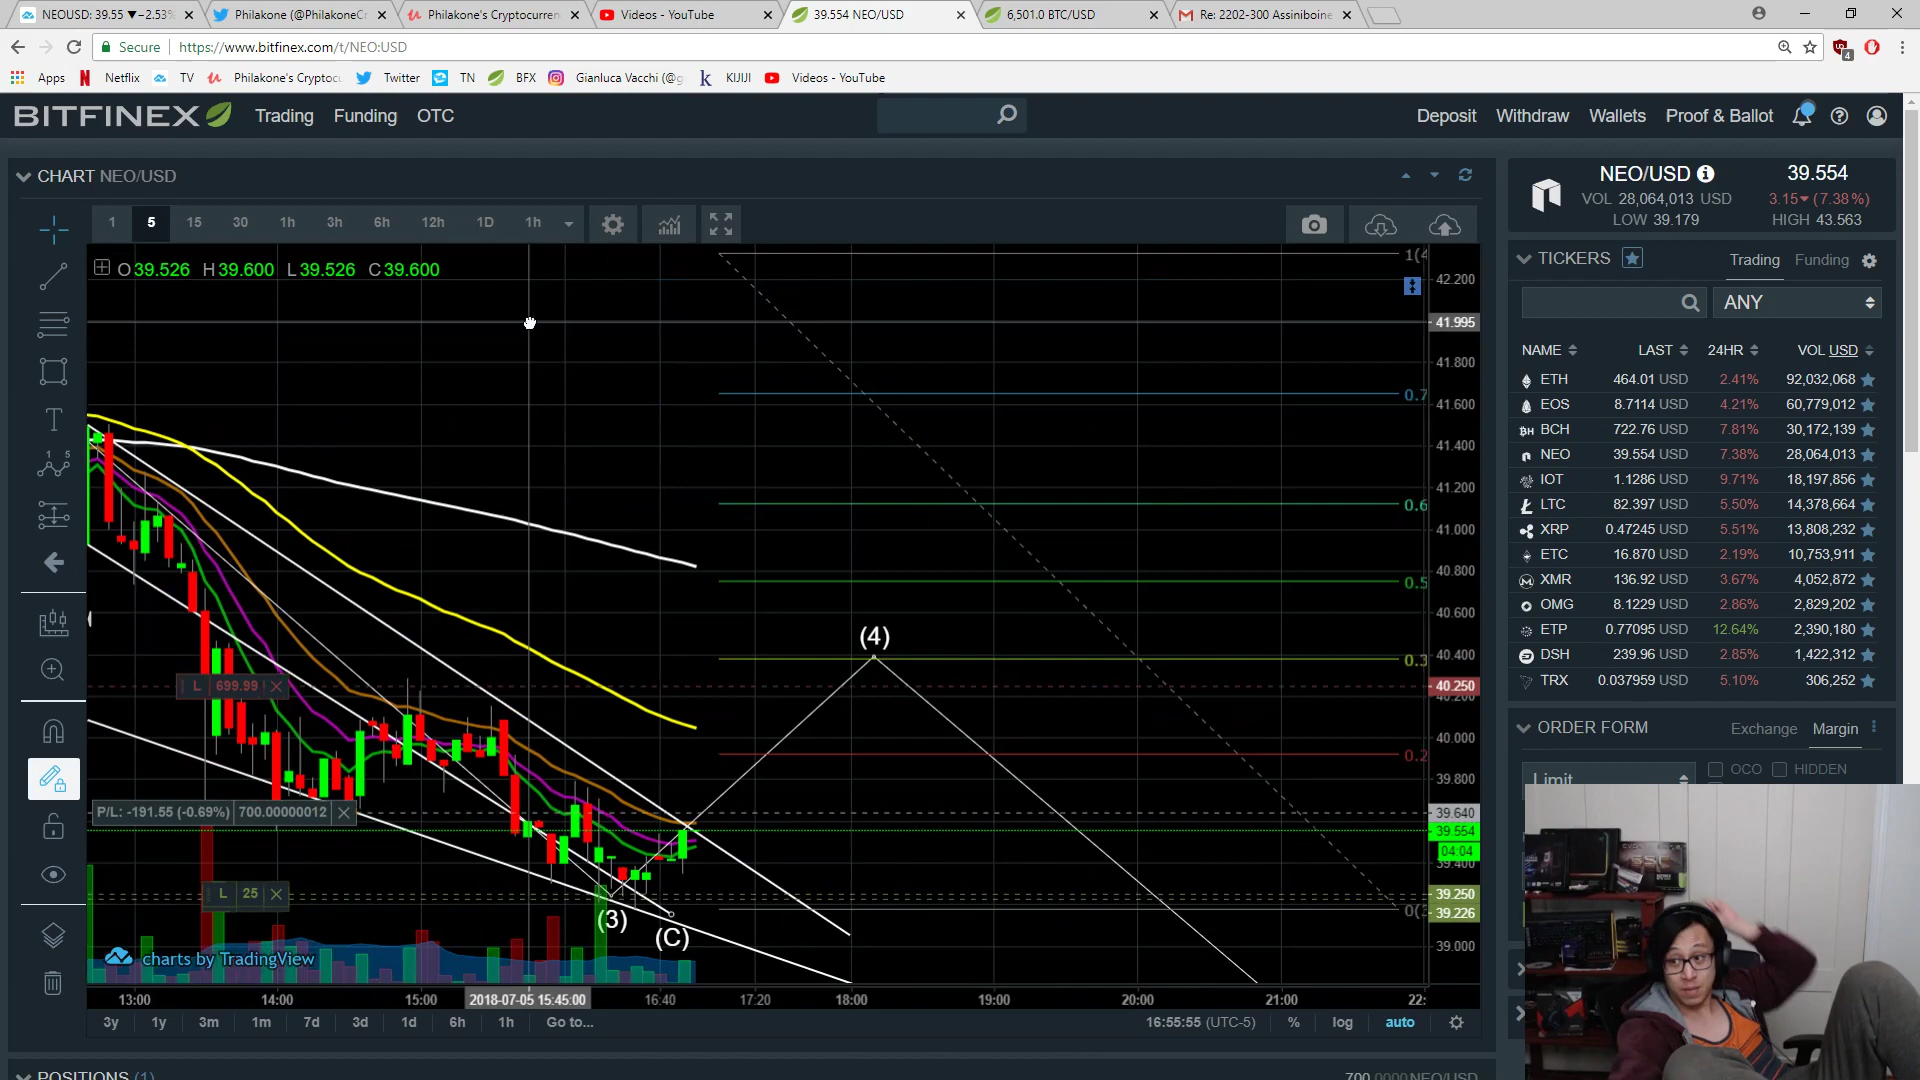 NEOUSD: 39.55 ▼−2.53%
Philakone (@PhilakoneCr
Philakone's Cryptocurren
Videos - YouTube
39.554 NEO/USD
6,501.0 BTC/USD
Re: 2202-300 Assiniboine
Secure
https://www.bitfinex.com/t/NEO:USD
4
Apps
Netflix
TV
Philakone's Cryptoc
Twitter
TN
BFX
Gianluca Vacchi (@g
KIJIJI
Videos - YouTube
BITFINEX
Trading
Funding
OTC
Deposit
Withdraw
Wallets
Proof & Ballot
CHART NEO/USD
1
5
15
30
1h
3h
6h
12h
1D
1h
O 39.526 H 39.600 L 39.526 C 39.600
1(4
42.200
41.995
41.800
0.7
41.600
41.400
41.200
0.6
41.000
40.800
0.5
40.600
(4)
0.3
40.400
L 699.99
40.250
40.200
40.000
0.2
39.800
P/L: -191.55 (-0.69%) 700.00000012
39.640
39.554
04:04
39.400
L 25
39.250
39.226
0(3
39.000
(3)
(C)
charts by TradingView
13:00
14:00
15:00
2018-07-05 15:45:00
16:40
17:20
18:00
19:00
20:00
21:00
22:
3y
1y
3m
1m
7d
3d
1d
6h
1h
Go to...
16:55:55 (UTC-5)
%
log
auto
POSITIONS (1)
NEO/USD 39.554
VOL 28,064,013 USD 3.15▼ (7.38%)
LOW 39.179 HIGH 43.563
TICKERS
Trading
Funding
ANY
NAME LAST 24HR VOL USD
ETH 464.01 USD 2.41% 92,032,068
EOS 8.7114 USD 4.21% 60,779,012
BCH 722.76 USD 7.81% 30,172,139
NEO 39.554 USD 7.38% 28,064,013
IOT 1.1286 USD 9.71% 18,197,856
LTC 82.397 USD 5.50% 14,378,664
XRP 0.47245 USD 5.51% 13,808,232
ETC 16.870 USD 2.19% 10,753,911
XMR 136.92 USD 3.67% 4,052,872
OMG 8.1229 USD 2.86% 2,829,202
ETP 0.77095 USD 12.64% 2,390,180
DSH 239.96 USD 2.85% 1,422,312
TRX 0.037959 USD 5.10% 306,252
ORDER FORM
Exchange
Margin
Limit
OCO
HIDDEN